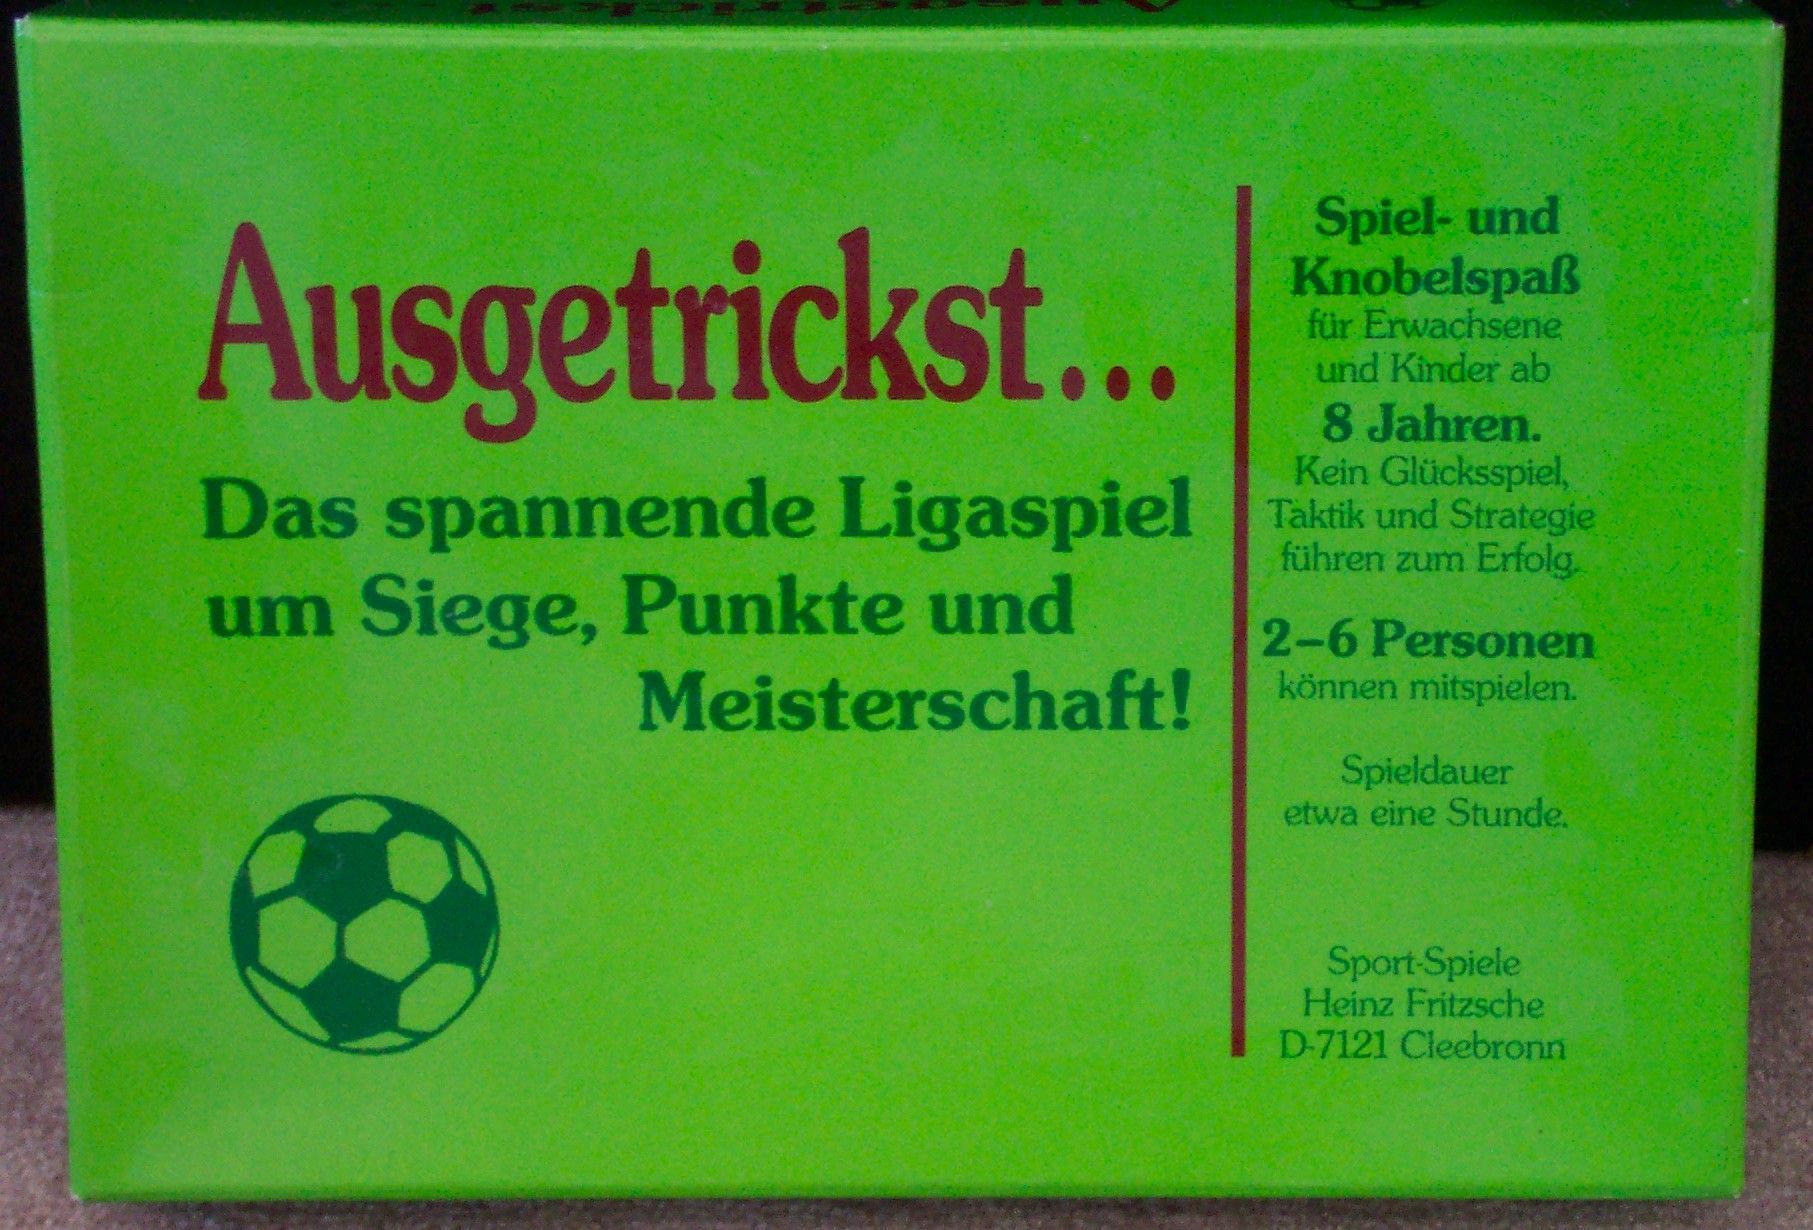 Ausgetrickst...
Ausgetrickst...
Das spannende Ligaspiel
um Siege, Punkte und
Meisterschaft!
Spiel- und
Knobelspaß
für Erwachsene
und Kinder ab
8 Jahren.
Kein Glücksspiel,
Taktik und Strategie
führen zum Erfolg.
2–6 Personen
können mitspielen.
Spieldauer
etwa eine Stunde.
Sport-Spiele
Heinz Fritzsche
D-7121 Cleebronn